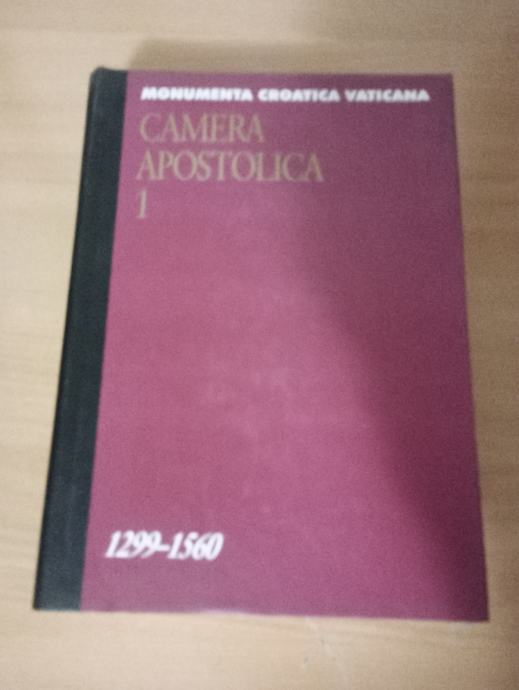 MONUMENTA CROATICA VATICANA
CAMERA
APOSTOLICA
1
1299–1560